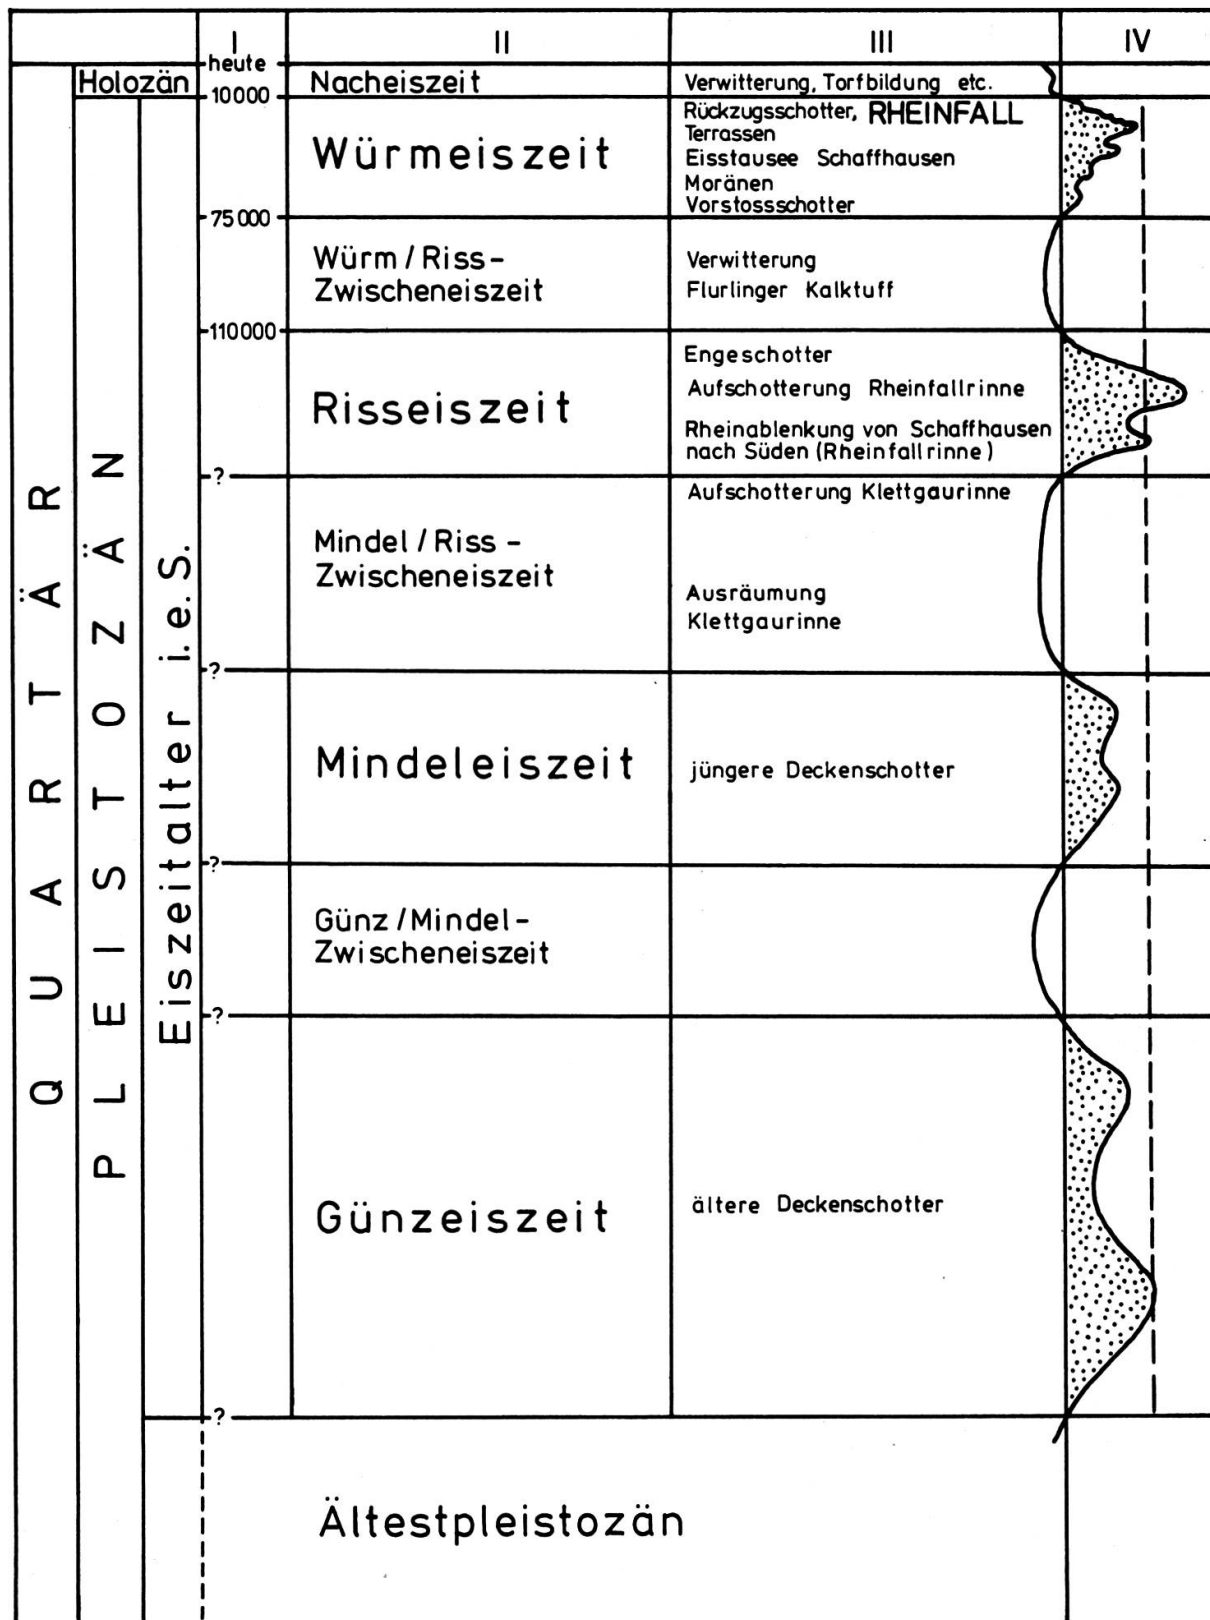 I II III IV
heute
Holozän Nacheiszeit Verwitterung, Torfbildung etc.
10000
Würmeiszeit
Rückzugsschotter, RHEINFALL
Terrassen
Eisstausee Schaffhausen
Moränen
Vorstossschotter
75000
Würm / Riss -
Zwischeneiszeit
Verwitterung
Flurlinger Kalktuff
110000
Risseiszeit
Engeschotter
Aufschotterung Rheinfallrinne
Rheinablenkung von Schaffhausen
nach Süden (Rheinfallrinne)
?
Mindel / Riss -
Zwischeneiszeit
Aufschotterung Klettgaurinne
Ausräumung
Klettgaurinne
?
Mindeleiszeit
jüngere Deckenschotter
?
Günz / Mindel -
Zwischeneiszeit
?
Günzeiszeit
ältere Deckenschotter
?
Ältestpleistozän
QUARTÄR
PLEISTOZÄN
Eiszeitalter i.e.S.